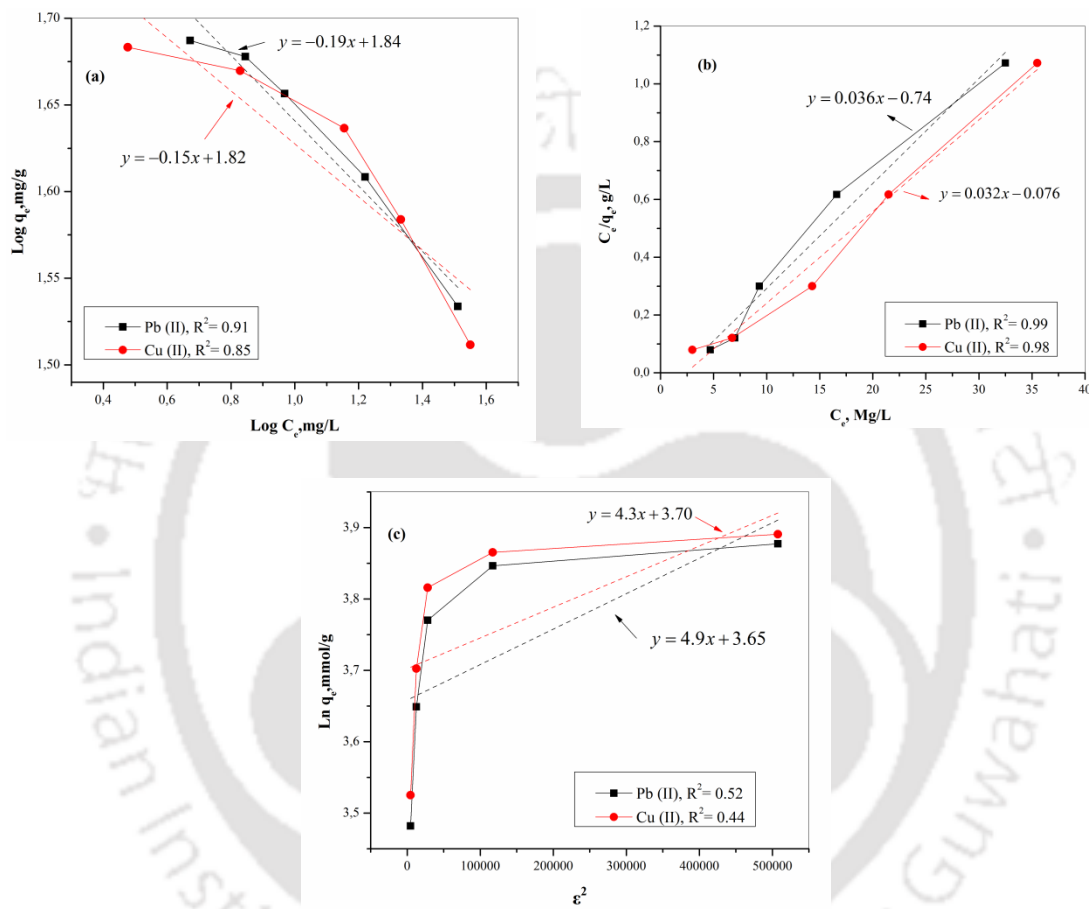 1,70
1,65
1,60
1,55
1,50
Log qe,mg/g
(a)
y = −0.19x + 1.84
y = −0.15x + 1.82
Pb (II), R²= 0.91
Cu (II), R²= 0.85
0,4 0,6 0,8 1,0 1,2 1,4 1,6
Log Ce,mg/L
1,2
1,0
0,8
0,6
0,4
0,2
0,0
Ce/qe, g/L
(b)
y = 0.036x − 0.74
y = 0.032x − 0.076
Pb (II), R²= 0.99
Cu (II), R²= 0.98
0 5 10 15 20 25 30 35 40
Ce, Mg/L
3,9
3,8
3,7
3,6
3,5
Ln qe,mmol/g
(c)
y = 4.3x + 3.70
y = 4.9x + 3.65
Pb (II), R²= 0.52
Cu (II), R²= 0.44
0 100000 200000 300000 400000 500000
ε²
Indian Inst
Guwahati